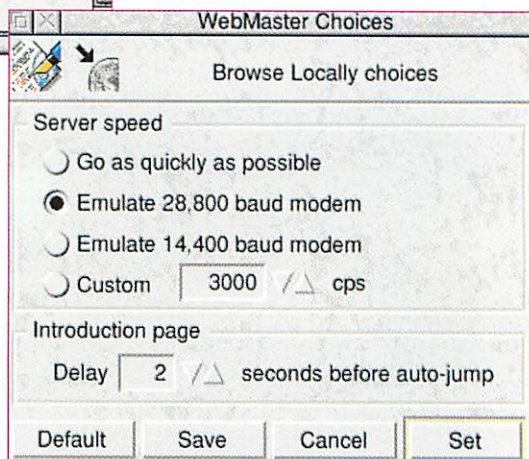 WebMaster Choices
Browse Locally choices
Server speed
Go as quickly as possible
Emulate 28,800 baud modem
Emulate 14,400 baud modem
Custom 3000 cps
Introduction page
Delay 2 seconds before auto-jump
Default Save Cancel Set